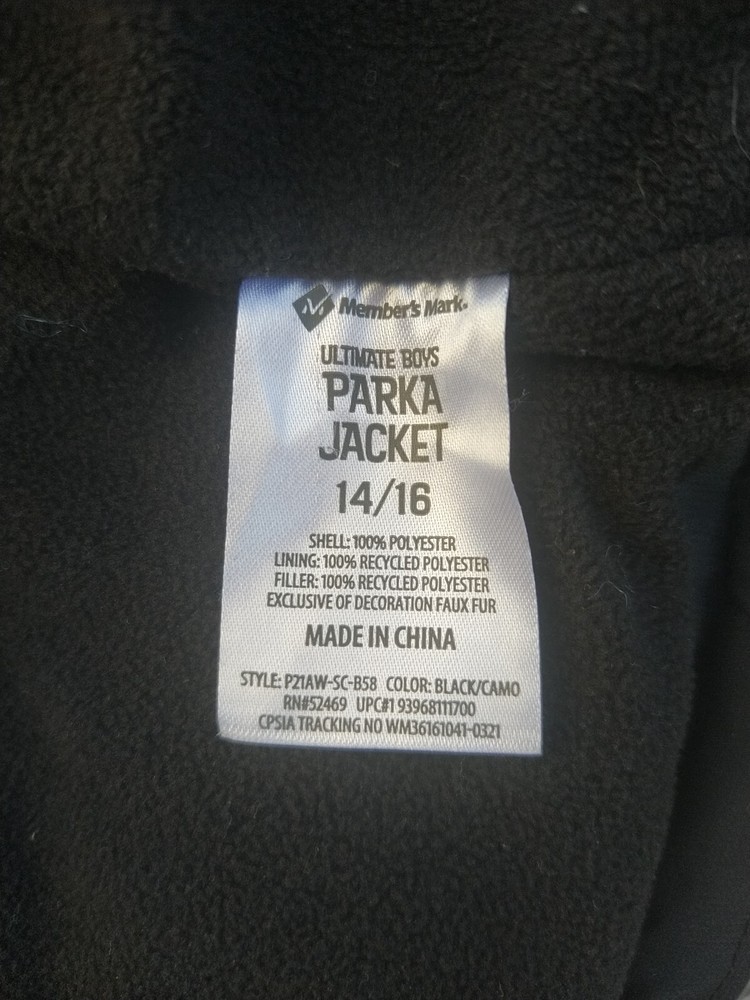 Member's Mark
ULTIMATE BOYS
PARKA
JACKET
14/16
SHELL: 100% POLYESTER
LINING: 100% RECYCLED POLYESTER
FILLER: 100% RECYCLED POLYESTER
EXCLUSIVE OF DECORATION FAUX FUR
MADE IN CHINA
STYLE: P21AW-SC-B58 COLOR: BLACK/CAMO
RN#52469 UPC#1 93968111700
CPSIA TRACKING NO WM36161041-0321